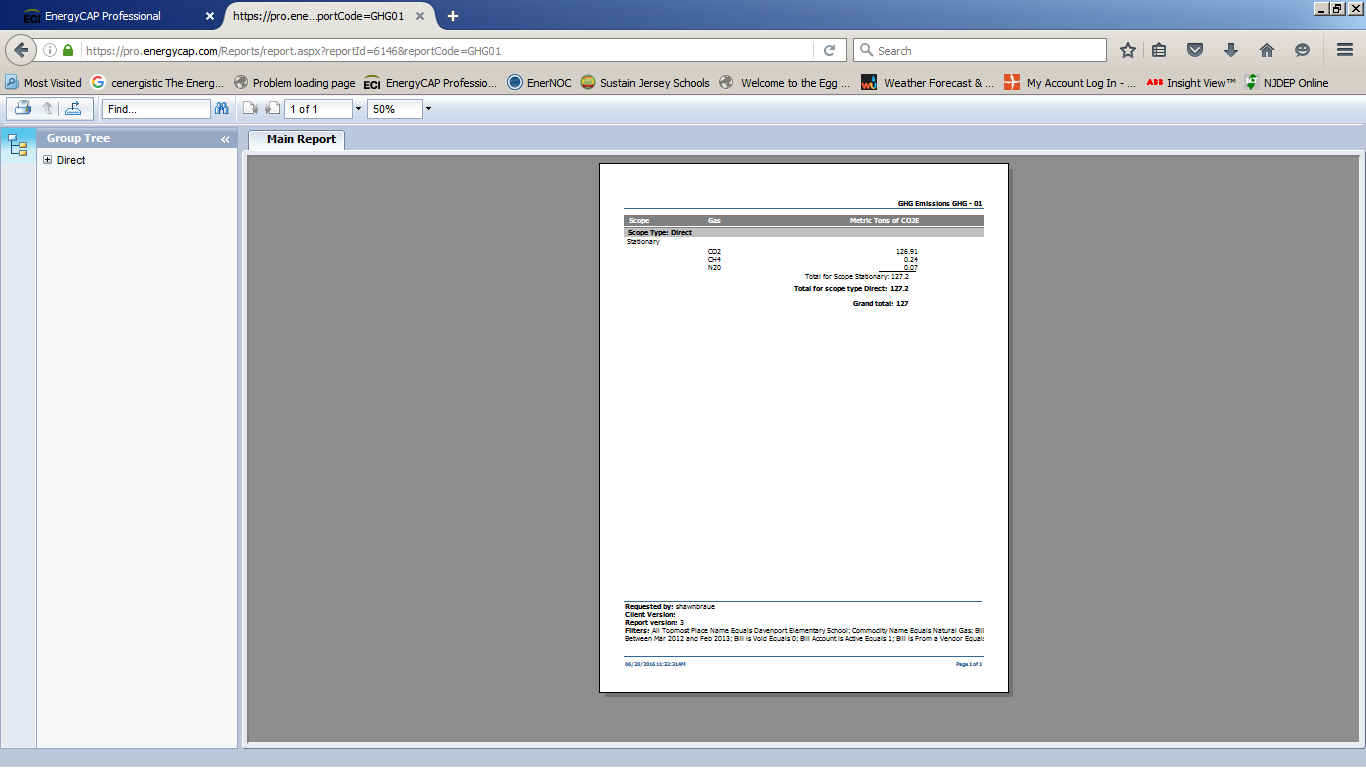 ECI EnergyCAP Professional
https://pro.ene...portCode=GHG01
https://pro.energycap.com/Reports/report.aspx?reportId=6146&reportCode=GHG01
Search
Most Visited
G cenergistic The Energ...
Problem loading page
ECI EnergyCAP Professio...
EnerNOC
Sustain Jersey Schools
Welcome to the Egg ...
Weather Forecast & ...
My Account Log In - ...
ABB Insight View™
NJDEP Online
Find...
1 of 1
50%
Group Tree
Direct
Main Report
GHG Emissions GHG - 01
Scope Gas Metric Tons of CO2E
Scope Type: Direct
Stationary
CO2 126.91
CH4 0.24
N20 0.07
Total for Scope Stationary: 127.2
Total for scope type Direct: 127.2
Grand total: 127
Requested by: shawnbraue
Client Version:
Report version: 3
Filters: All Topmost Place Name Equals Davenport Elementary School; Commodity Name Equals Natural Gas; Bill
Between Mar 2012 and Feb 2013; Bill is Void Equals 0; Bill Account is Active Equals 1; Bill is From a Vendor Equals
06/20/2016 11:32:31AM Page 1 of 1